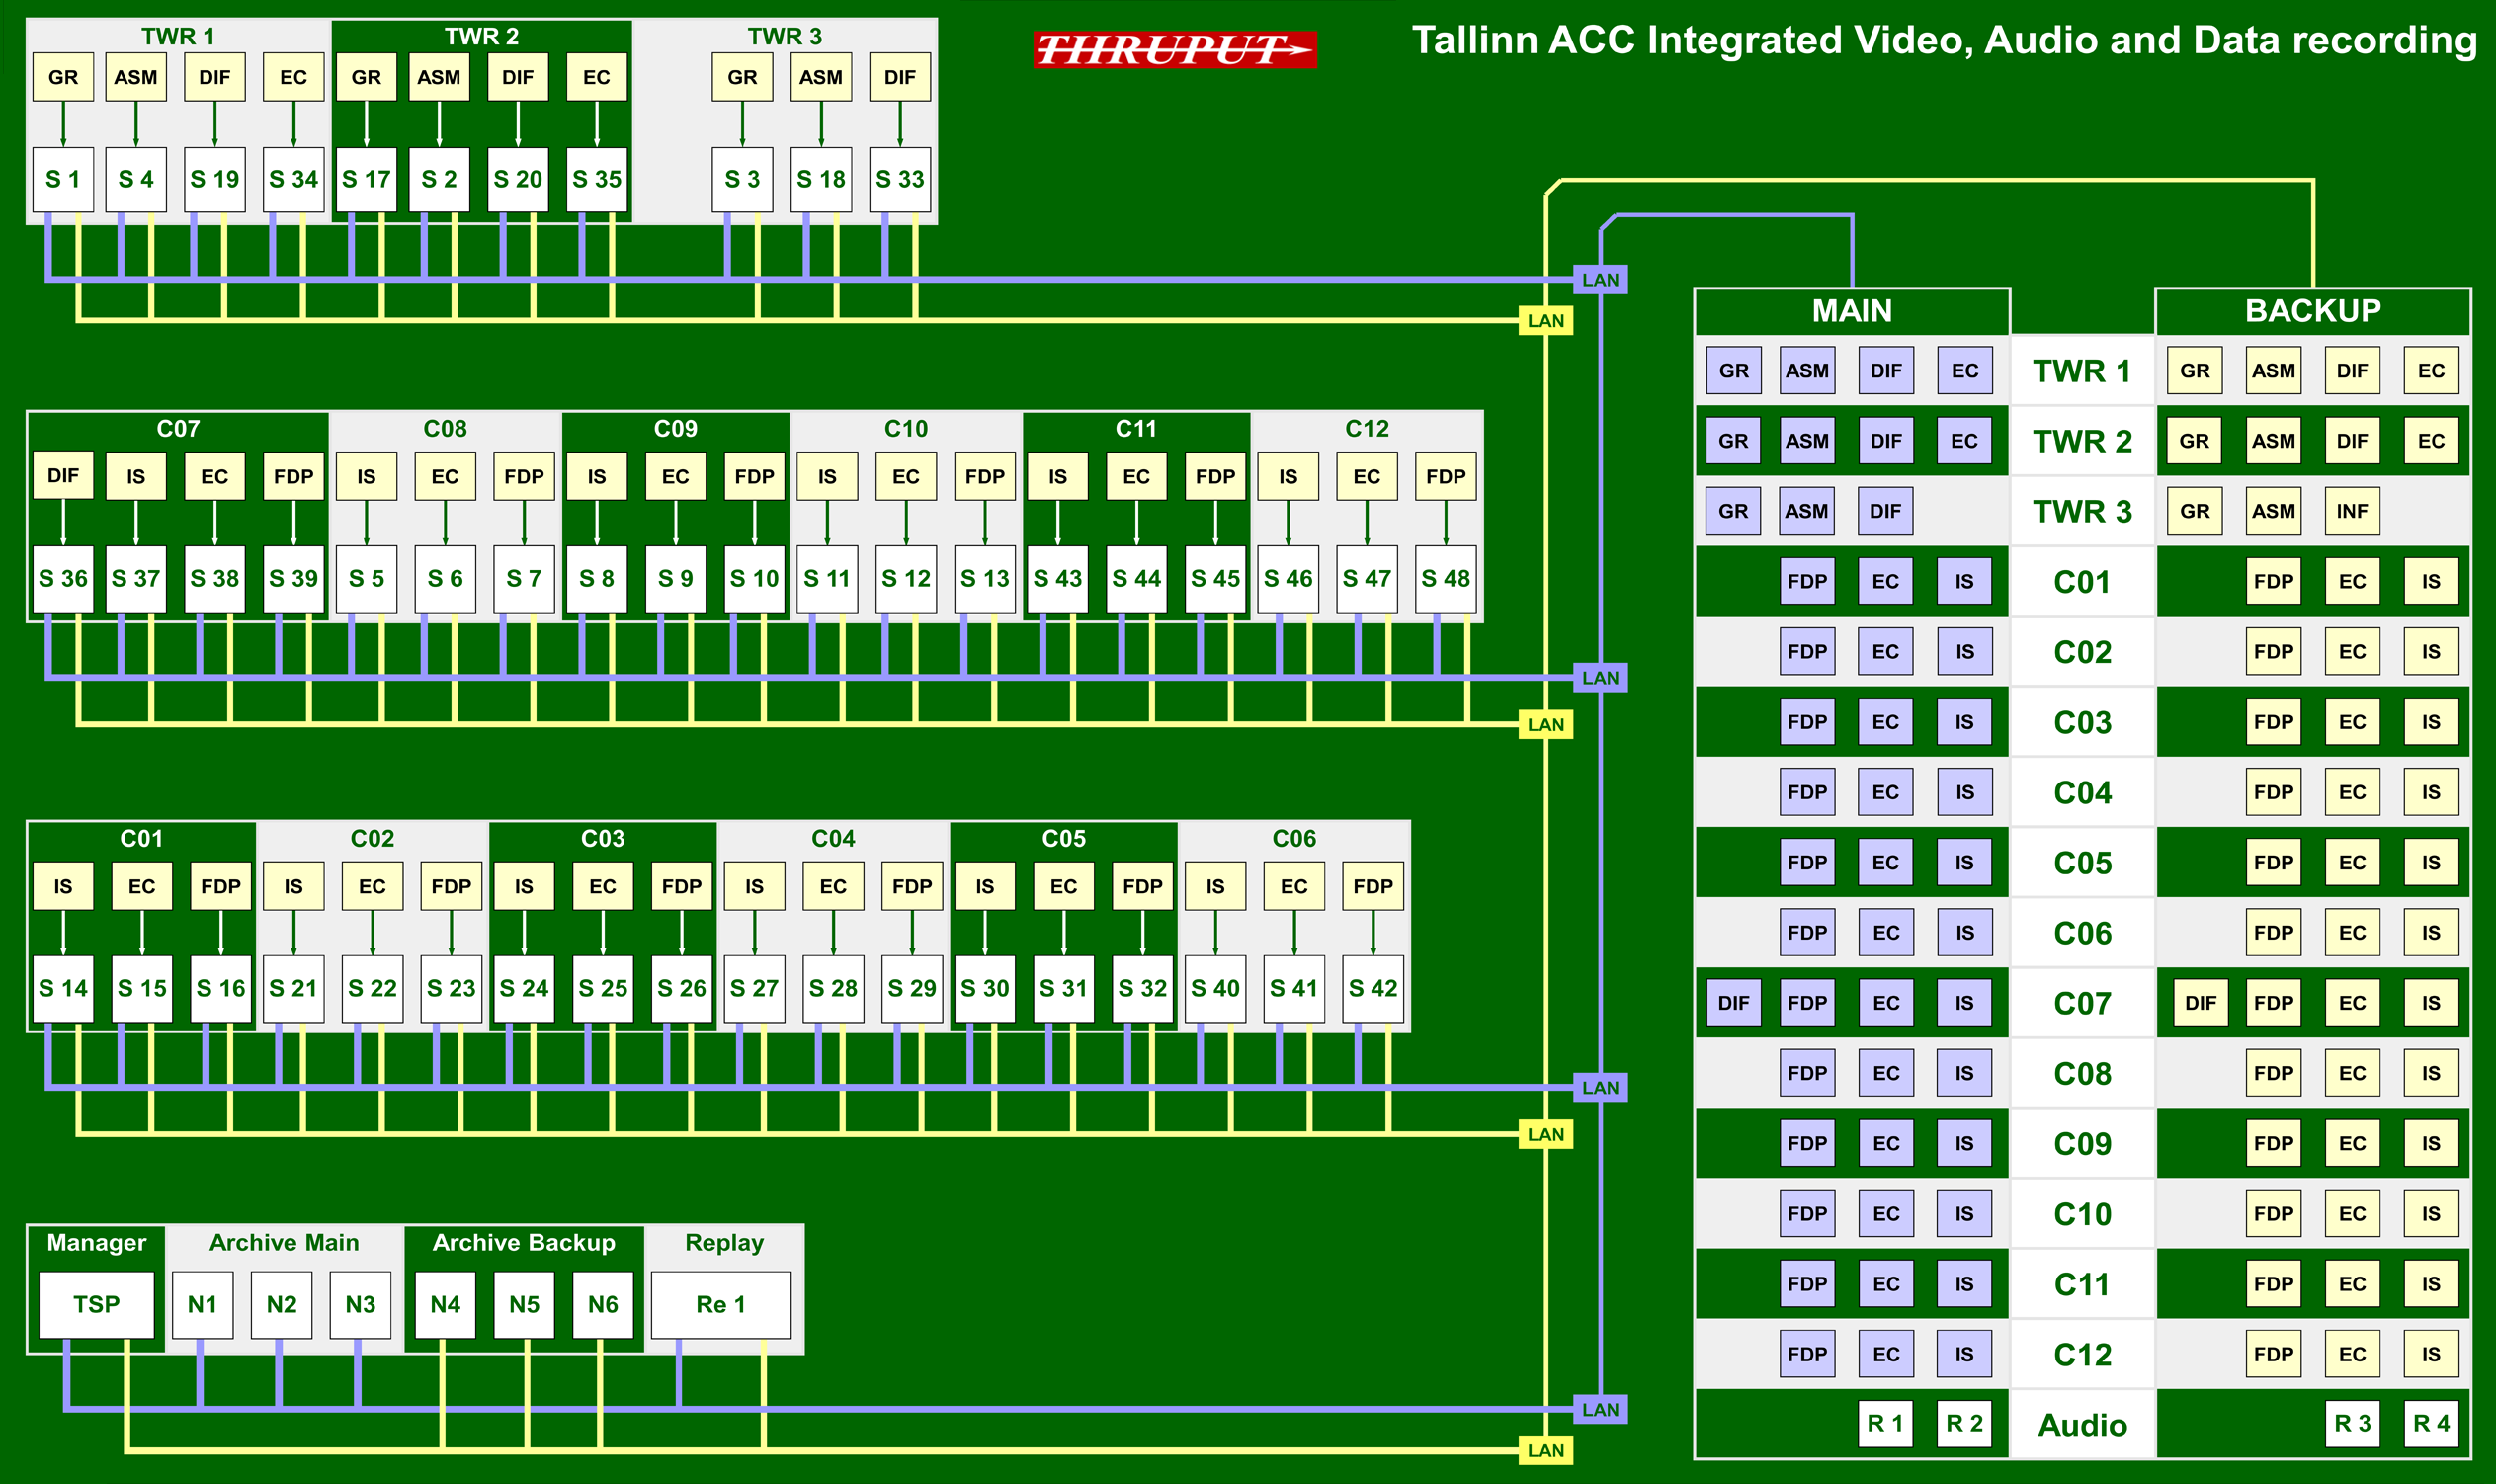 THRUPUT
Tallinn ACC Integrated Video, Audio and Data recording
TWR 1 TWR 2 TWR 3
GR ASM DIF EC GR ASM DIF EC GR ASM DIF
S 1 S 4 S 19 S 34 S 17 S 2 S 20 S 35 S 3 S 18 S 33
LAN
LAN
C07 C08 C09 C10 C11 C12
DIF IS EC FDP IS EC FDP IS EC FDP IS EC FDP IS EC FDP IS EC FDP
S 36 S 37 S 38 S 39 S 5 S 6 S 7 S 8 S 9 S 10 S 11 S 12 S 13 S 43 S 44 S 45 S 46 S 47 S 48
LAN
LAN
C01 C02 C03 C04 C05 C06
IS EC FDP IS EC FDP IS EC FDP IS EC FDP IS EC FDP IS EC FDP
S 14 S 15 S 16 S 21 S 22 S 23 S 24 S 25 S 26 S 27 S 28 S 29 S 30 S 31 S 32 S 40 S 41 S 42
LAN
LAN
Manager Archive Main Archive Backup Replay
TSP N1 N2 N3 N4 N5 N6 Re 1
LAN
LAN
MAIN BACKUP
GR ASM DIF EC TWR 1 GR ASM DIF EC
GR ASM DIF EC TWR 2 GR ASM DIF EC
GR ASM DIF TWR 3 GR ASM INF
FDP EC IS C01 FDP EC IS
FDP EC IS C02 FDP EC IS
FDP EC IS C03 FDP EC IS
FDP EC IS C04 FDP EC IS
FDP EC IS C05 FDP EC IS
FDP EC IS C06 FDP EC IS
DIF FDP EC IS C07 DIF FDP EC IS
FDP EC IS C08 FDP EC IS
FDP EC IS C09 FDP EC IS
FDP EC IS C10 FDP EC IS
FDP EC IS C11 FDP EC IS
FDP EC IS C12 FDP EC IS
R 1 R 2 Audio R 3 R 4